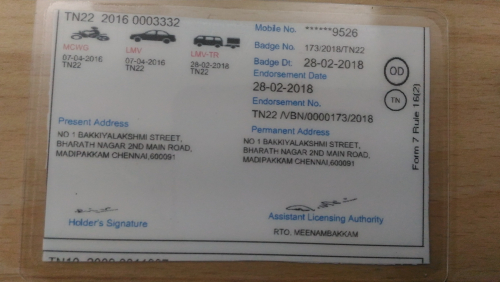 TN22 2016 0003332
MCWG LMV LMV-TR
07-04-2016 07-04-2016 28-02-2018
TN22 TN22 TN22
Mobile No. ******9526
Badge No. 173/2018/TN22
Badge Dt. 28-02-2018
Endorsement Date
28-02-2018
Endorsement No.
TN22 /VBN/0000173/2018
OD
TN
Form 7 Rule 16(2)
Present Address
NO 1 BAKKIYALAKSHMI STREET,
BHARATH NAGAR 2ND MAIN ROAD,
MADIPAKKAM CHENNAI,600091
Permanent Address
NO 1 BAKKIYALAKSHMI STREET,
BHARATH NAGAR 2ND MAIN ROAD,
MADIPAKKAM CHENNAI,600091
Holder's Signature
Assistant Licensing Authority
RTO, MEENAMBAKKAM